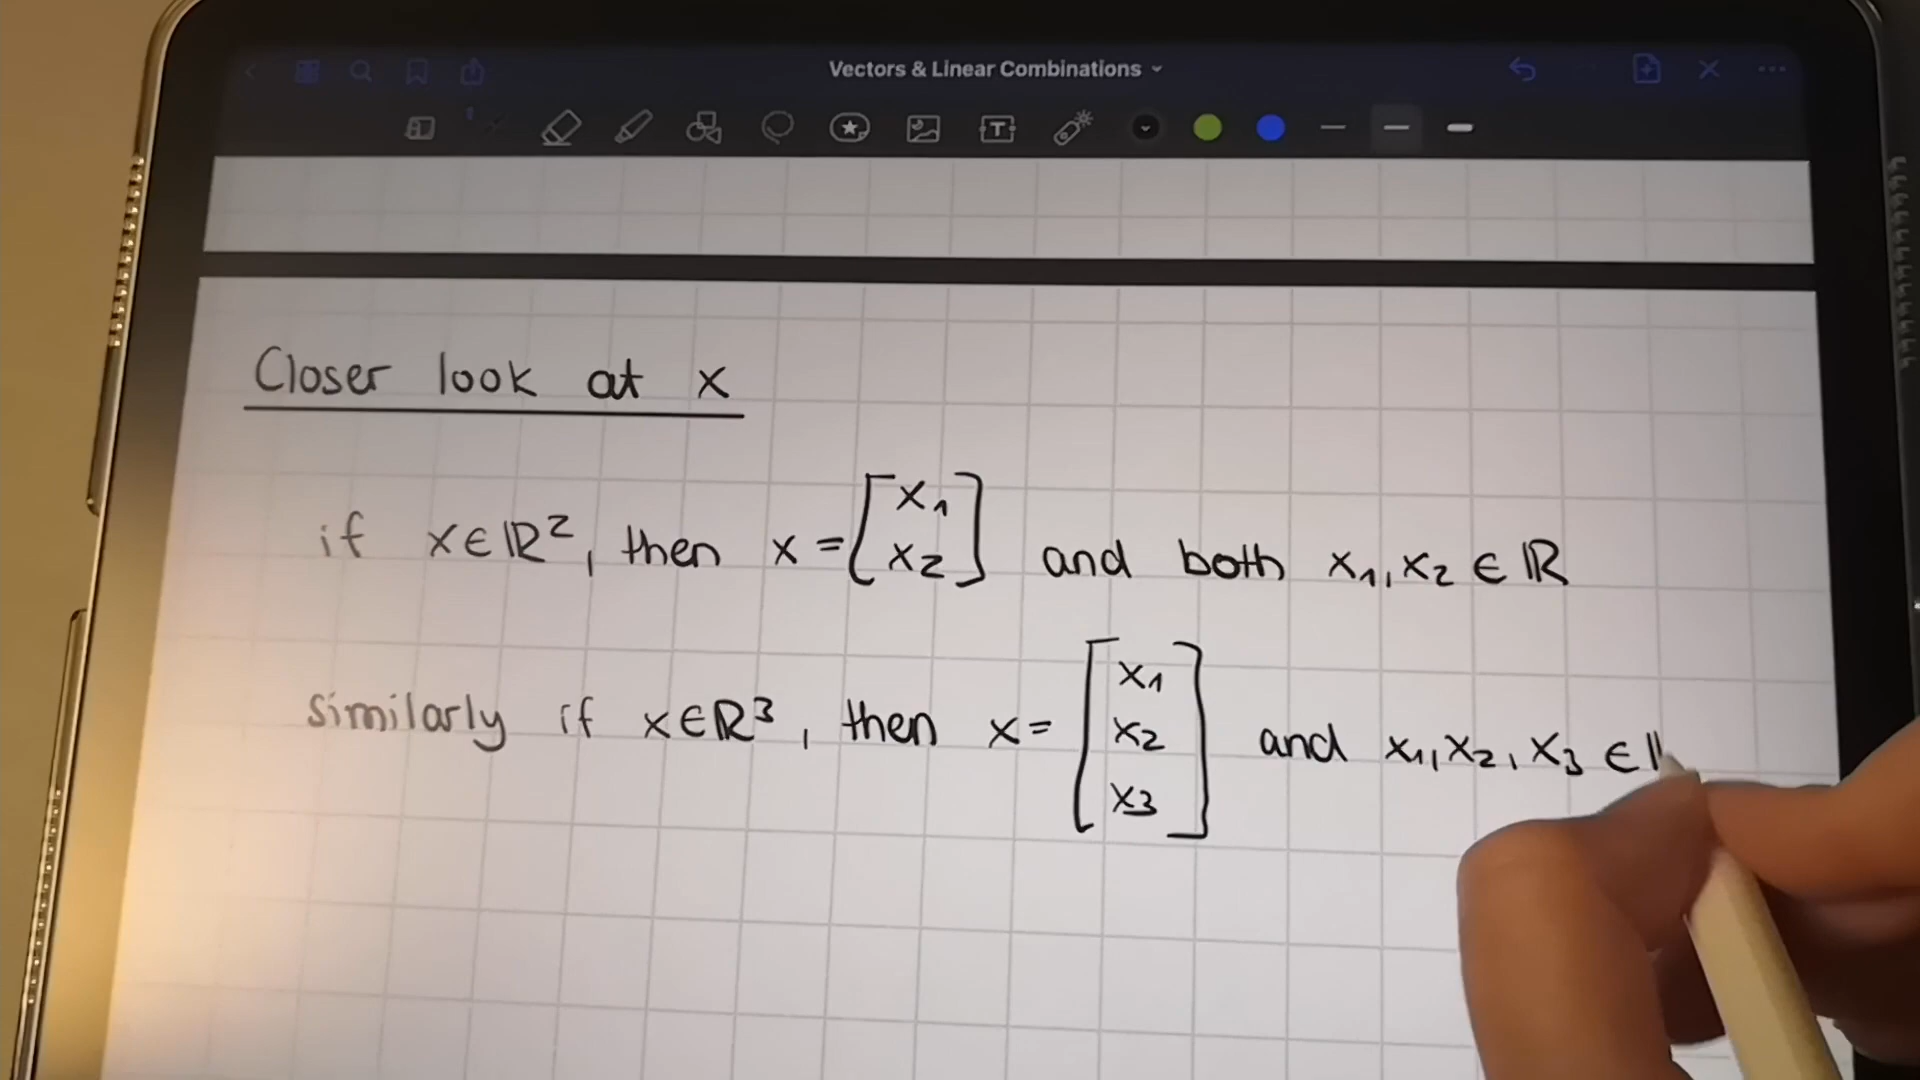 Vectors & Linear Combinations
Closer look at x
if x∈ℝ², then x = [x₁ x₂] and both x₁, x₂ ∈ ℝ
Similarly if x∈ℝ³, then x = [x₁ x₂ x₃] and x₁, x₂, x₃ ∈